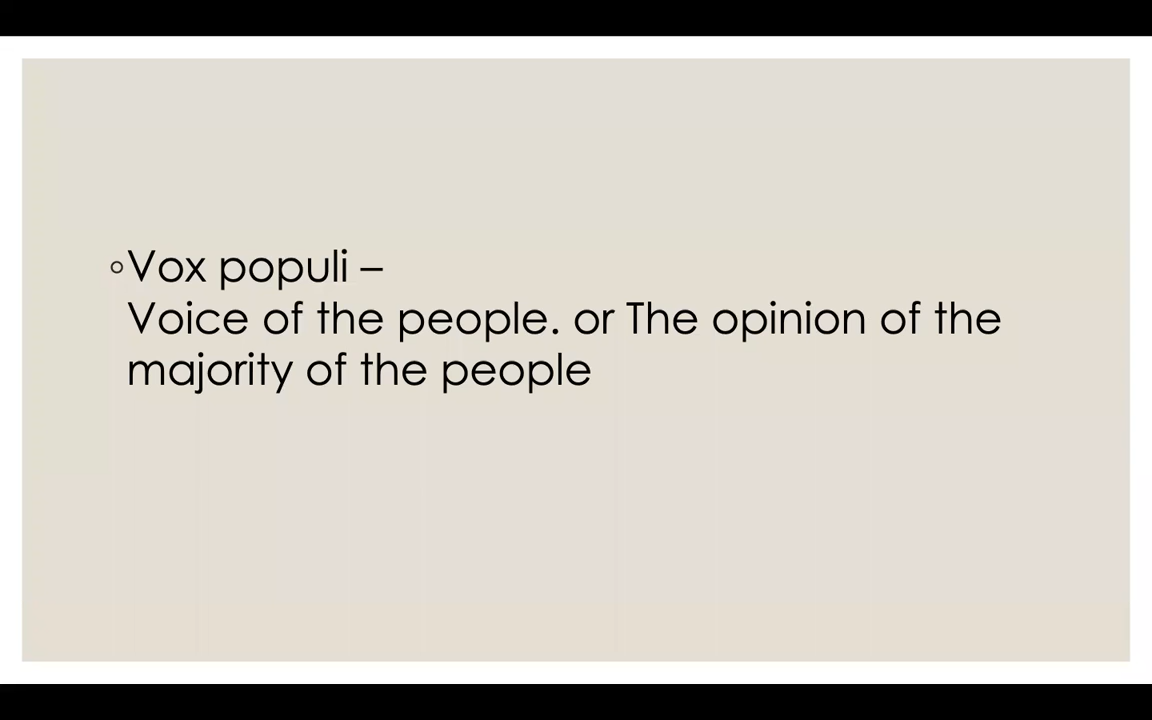 ◦Vox populi –
Voice of the people. or The opinion of the
majority of the people